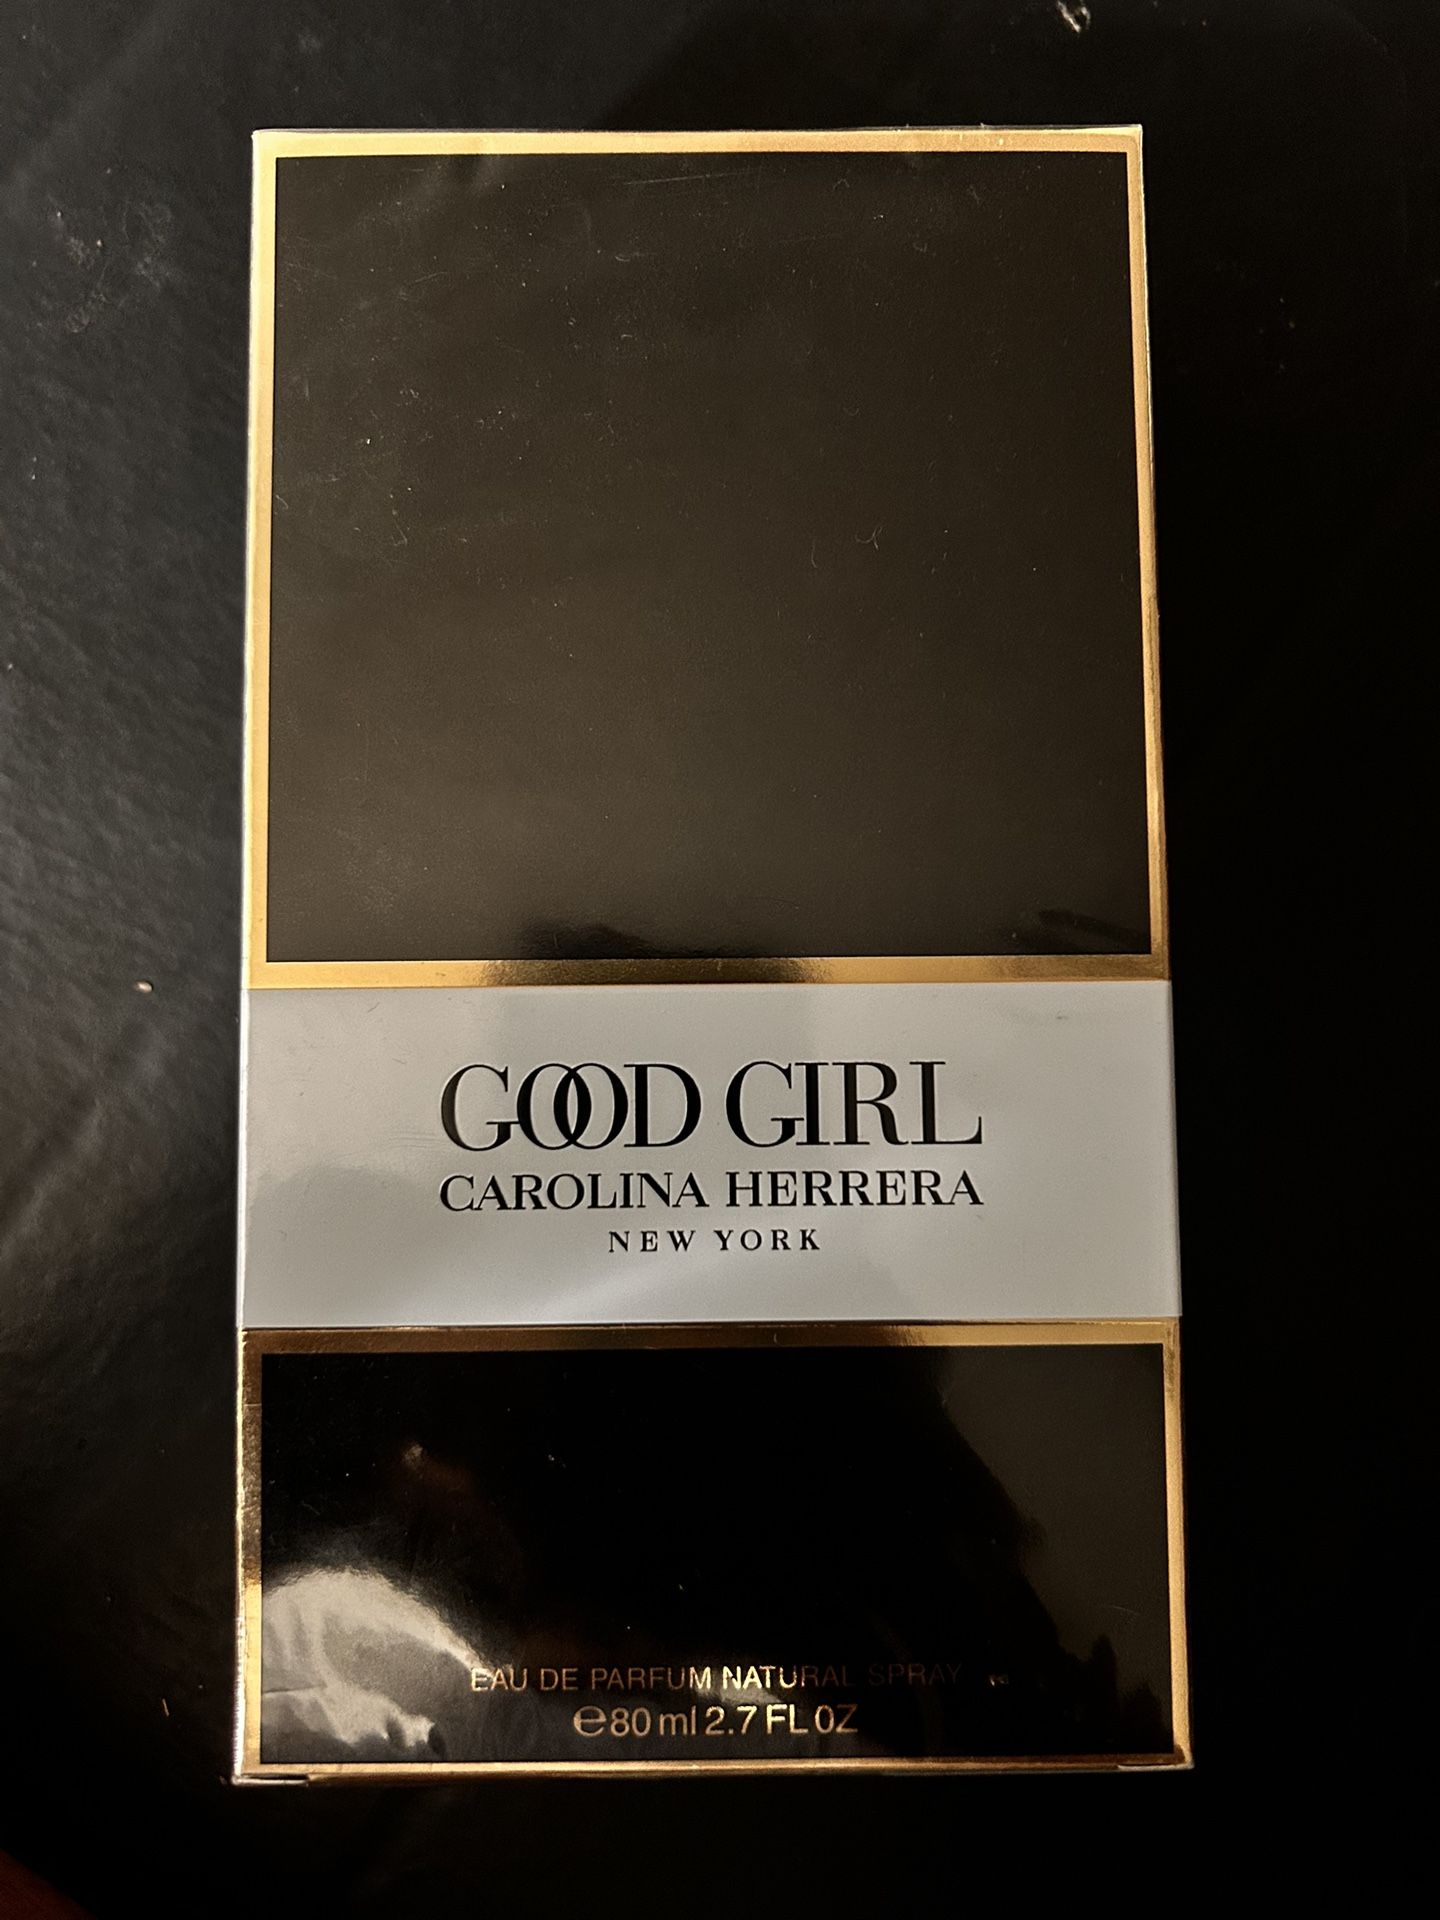 GOOD GIRL
CAROLINA HERRERA
NEW YORK
EAU DE PARFUM NATURAL SPRAY
℮80 ml 2.7 FL OZ